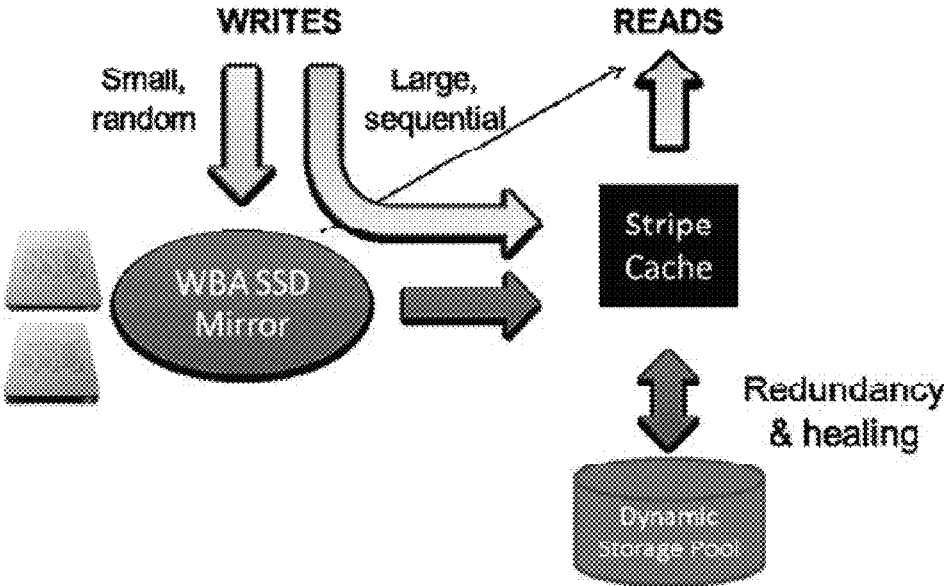 WRITES
READS
Small,
random
Large,
sequential
WBA SSD
Mirror
Stripe
Cache
Redundancy
& healing
Dynamic
Storage Pool